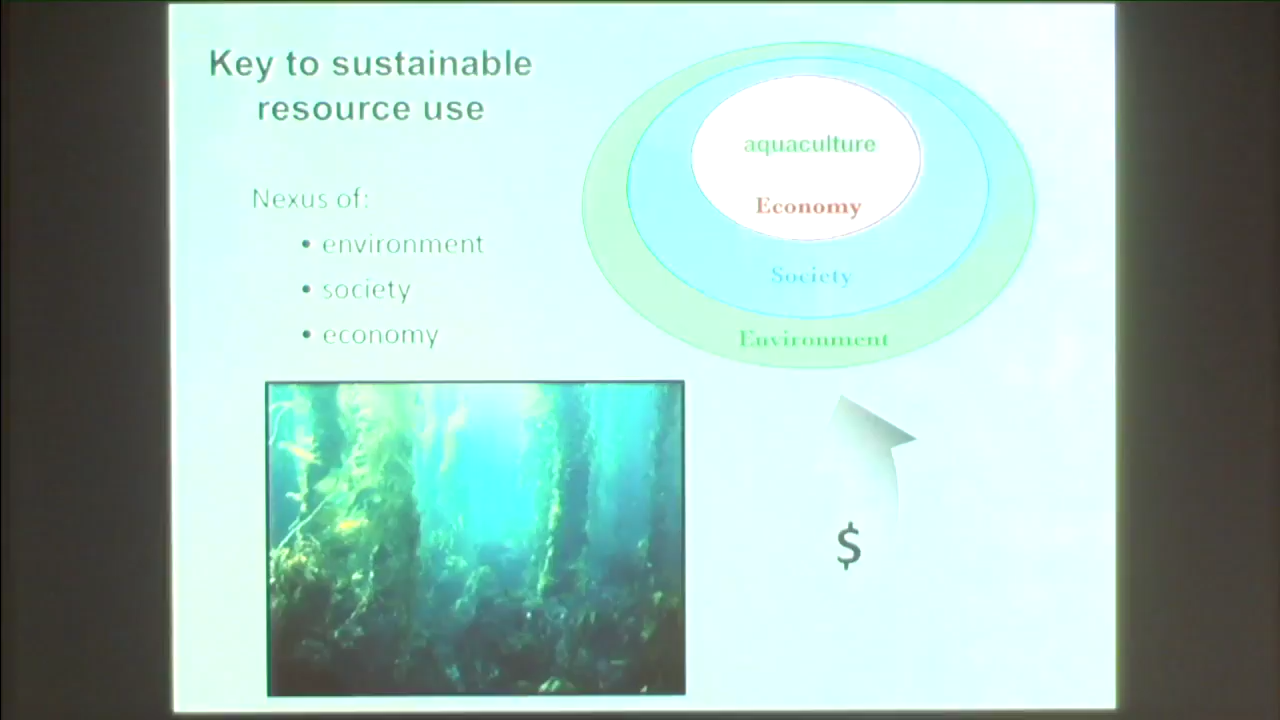 Key to sustainable
resource use
Nexus of:
• environment
• society
• economy
aquaculture
Economy
Society
Environment
$